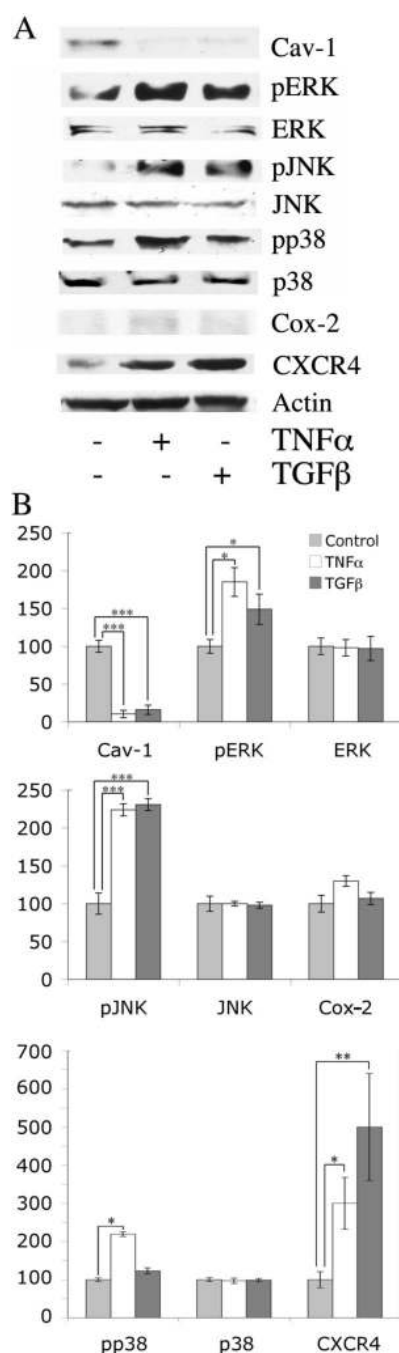 A
Cav-1
pERK
ERK
pJNK
JNK
pp38
p38
Cox-2
CXCR4
Actin
- + - TNFα
- - + TGFβ
B
250
200
150
100
50
0
*
*
***
***
Control
TNFα
TGFβ
Cav-1 pERK ERK
250
200
150
100
50
0
***
***
pJNK JNK Cox-2
700
600
500
400
300
200
100
0
*
**
*
pp38 p38 CXCR4